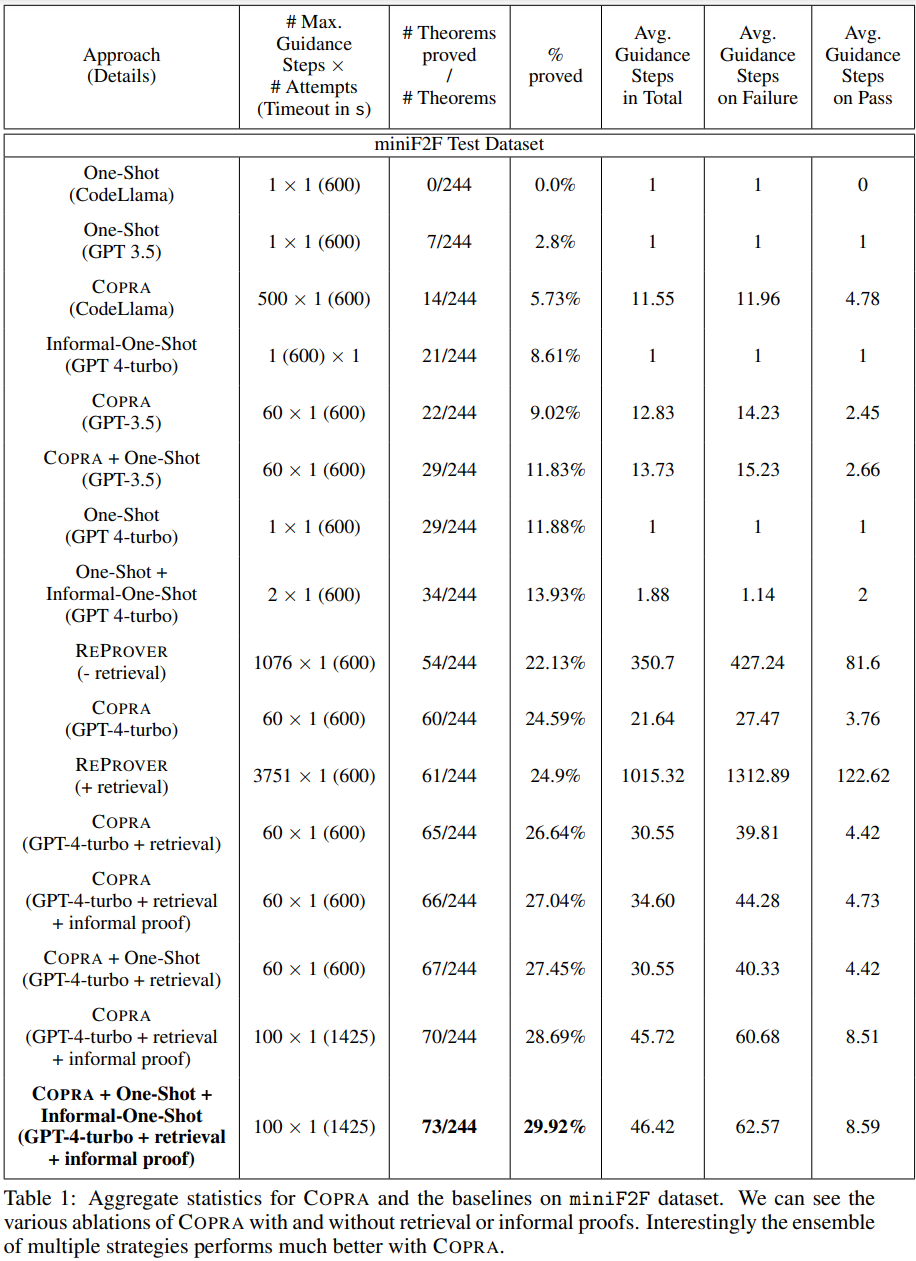 Approach
(Details)
# Max.
Guidance
Steps ×
# Attempts
(Timeout in s)
# Theorems
proved
/
# Theorems
%
proved
Avg.
Guidance
Steps
in Total
Avg.
Guidance
Steps
on Failure
Avg.
Guidance
Steps
on Pass
miniF2F Test Dataset
One-Shot
(CodeLlama)
1 × 1 (600)
0/244
0.0%
1
1
0
One-Shot
(GPT 3.5)
1 × 1 (600)
7/244
2.8%
1
1
1
COPRA
(CodeLlama)
500 × 1 (600)
14/244
5.73%
11.55
11.96
4.78
Informal-One-Shot
(GPT 4-turbo)
1 (600) × 1
21/244
8.61%
1
1
1
COPRA
(GPT-3.5)
60 × 1 (600)
22/244
9.02%
12.83
14.23
2.45
COPRA + One-Shot
(GPT-3.5)
60 × 1 (600)
29/244
11.83%
13.73
15.23
2.66
One-Shot
(GPT 4-turbo)
1 × 1 (600)
29/244
11.88%
1
1
1
One-Shot +
Informal-One-Shot
(GPT 4-turbo)
2 × 1 (600)
34/244
13.93%
1.88
1.14
2
REPROVER
(- retrieval)
1076 × 1 (600)
54/244
22.13%
350.7
427.24
81.6
COPRA
(GPT-4-turbo)
60 × 1 (600)
60/244
24.59%
21.64
27.47
3.76
REPROVER
(+ retrieval)
3751 × 1 (600)
61/244
24.9%
1015.32
1312.89
122.62
COPRA
(GPT-4-turbo + retrieval)
60 × 1 (600)
65/244
26.64%
30.55
39.81
4.42
COPRA
(GPT-4-turbo + retrieval
+ informal proof)
60 × 1 (600)
66/244
27.04%
34.60
44.28
4.73
COPRA + One-Shot
(GPT-4-turbo + retrieval)
60 × 1 (600)
67/244
27.45%
30.55
40.33
4.42
COPRA
(GPT-4-turbo + retrieval
+ informal proof)
100 × 1 (1425)
70/244
28.69%
45.72
60.68
8.51
COPRA + One-Shot +
Informal-One-Shot
(GPT-4-turbo + retrieval
+ informal proof)
100 × 1 (1425)
73/244
29.92%
46.42
62.57
8.59
Table 1: Aggregate statistics for COPRA and the baselines on miniF2F dataset. We can see the
various ablations of COPRA with and without retrieval or informal proofs. Interestingly the ensemble
of multiple strategies performs much better with COPRA.